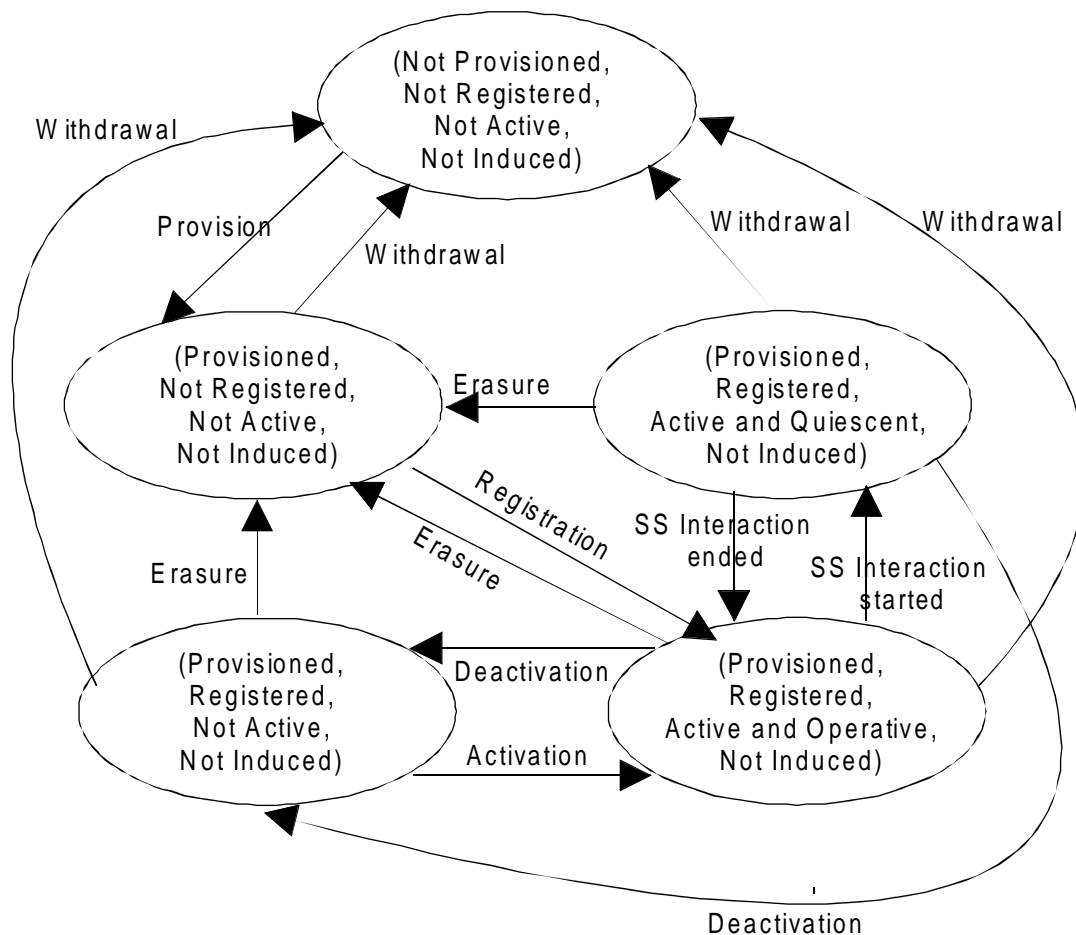 (Not Provisioned,
Not Registered,
Not Active,
Not Induced)
Withdrawal
Provision
Withdrawal
Withdrawal
Withdrawal
(Provisioned,
Not Registered,
Not Active,
Not Induced)
Erasure
(Provisioned,
Registered,
Active and Quiescent,
Not Induced)
Registration
Erasure
SS Interaction
ended
SS Interaction
started
Erasure
(Provisioned,
Registered,
Not Active,
Not Induced)
Deactivation
Activation
(Provisioned,
Registered,
Active and Operative,
Not Induced)
Deactivation